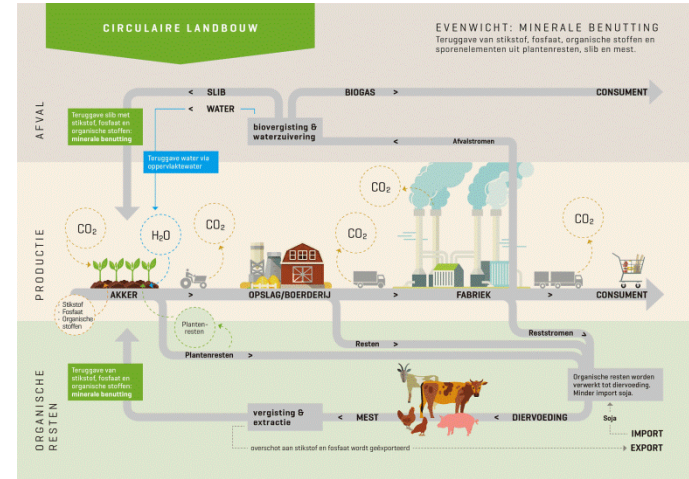 CIRCULAIRE LANDBOUW
EVENWICHT: MINERALE BENUTTING
Teruggave van stikstof, fosfaat, organische stoffen en
sporenelementen uit plantenresten, slib en mest.
AFVAL
< SLIB
BIOGAS >
CONSUMENT
< WATER
Teruggave slib met
stikstof, fosfaat en
organische stoffen:
minerale benutting
biovergisting &
waterzuivering
< Afvalstromen
Teruggave water via
oppervlaktewater
PRODUCTIE
CO₂
H₂O
CO₂
CO₂
CO₂
CO₂
AKKER
>
OPSLAG/BOERDERIJ
>
FABRIEK
>
CONSUMENT
- Stikstof
- Fosfaat
- Organische
stoffen
Planten-
resten
Reststromen
Resten >
Plantenresten >
ORGANISCHE
RESTEN
Teruggave van
stikstof, fosfaat en
organische stoffen:
minerale benutting
Organische resten worden
verwerkt tot diervoeding.
Minder import soja.
vergisting &
extractie
< MEST
< DIERVOEDING
Soja
IMPORT
overschot aan stikstof en fosfaat wordt geëxporteerd
EXPORT